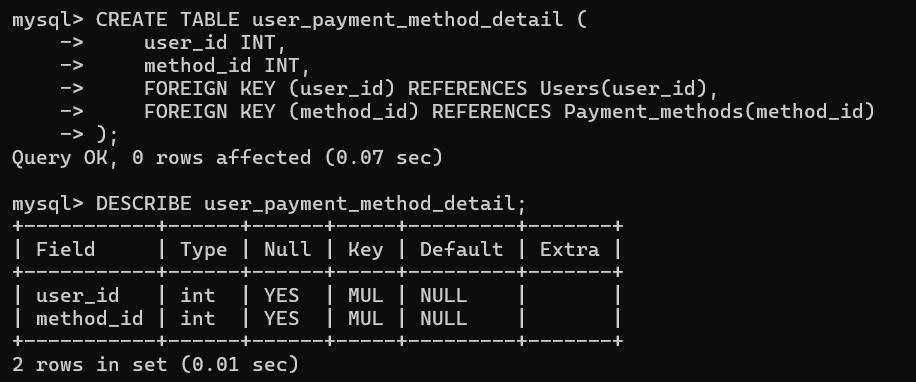 mysql> CREATE TABLE user_payment_method_detail (
    ->     user_id INT,
    ->     method_id INT,
    ->     FOREIGN KEY (user_id) REFERENCES Users(user_id),
    ->     FOREIGN KEY (method_id) REFERENCES Payment_methods(method_id)
    -> );
Query OK, 0 rows affected (0.07 sec)

mysql> DESCRIBE user_payment_method_detail;
+-----------+------+------+-----+---------+-------+
| Field     | Type | Null | Key | Default | Extra |
+-----------+------+------+-----+---------+-------+
| user_id   | int  | YES  | MUL | NULL    |       |
| method_id | int  | YES  | MUL | NULL    |       |
+-----------+------+------+-----+---------+-------+
2 rows in set (0.01 sec)